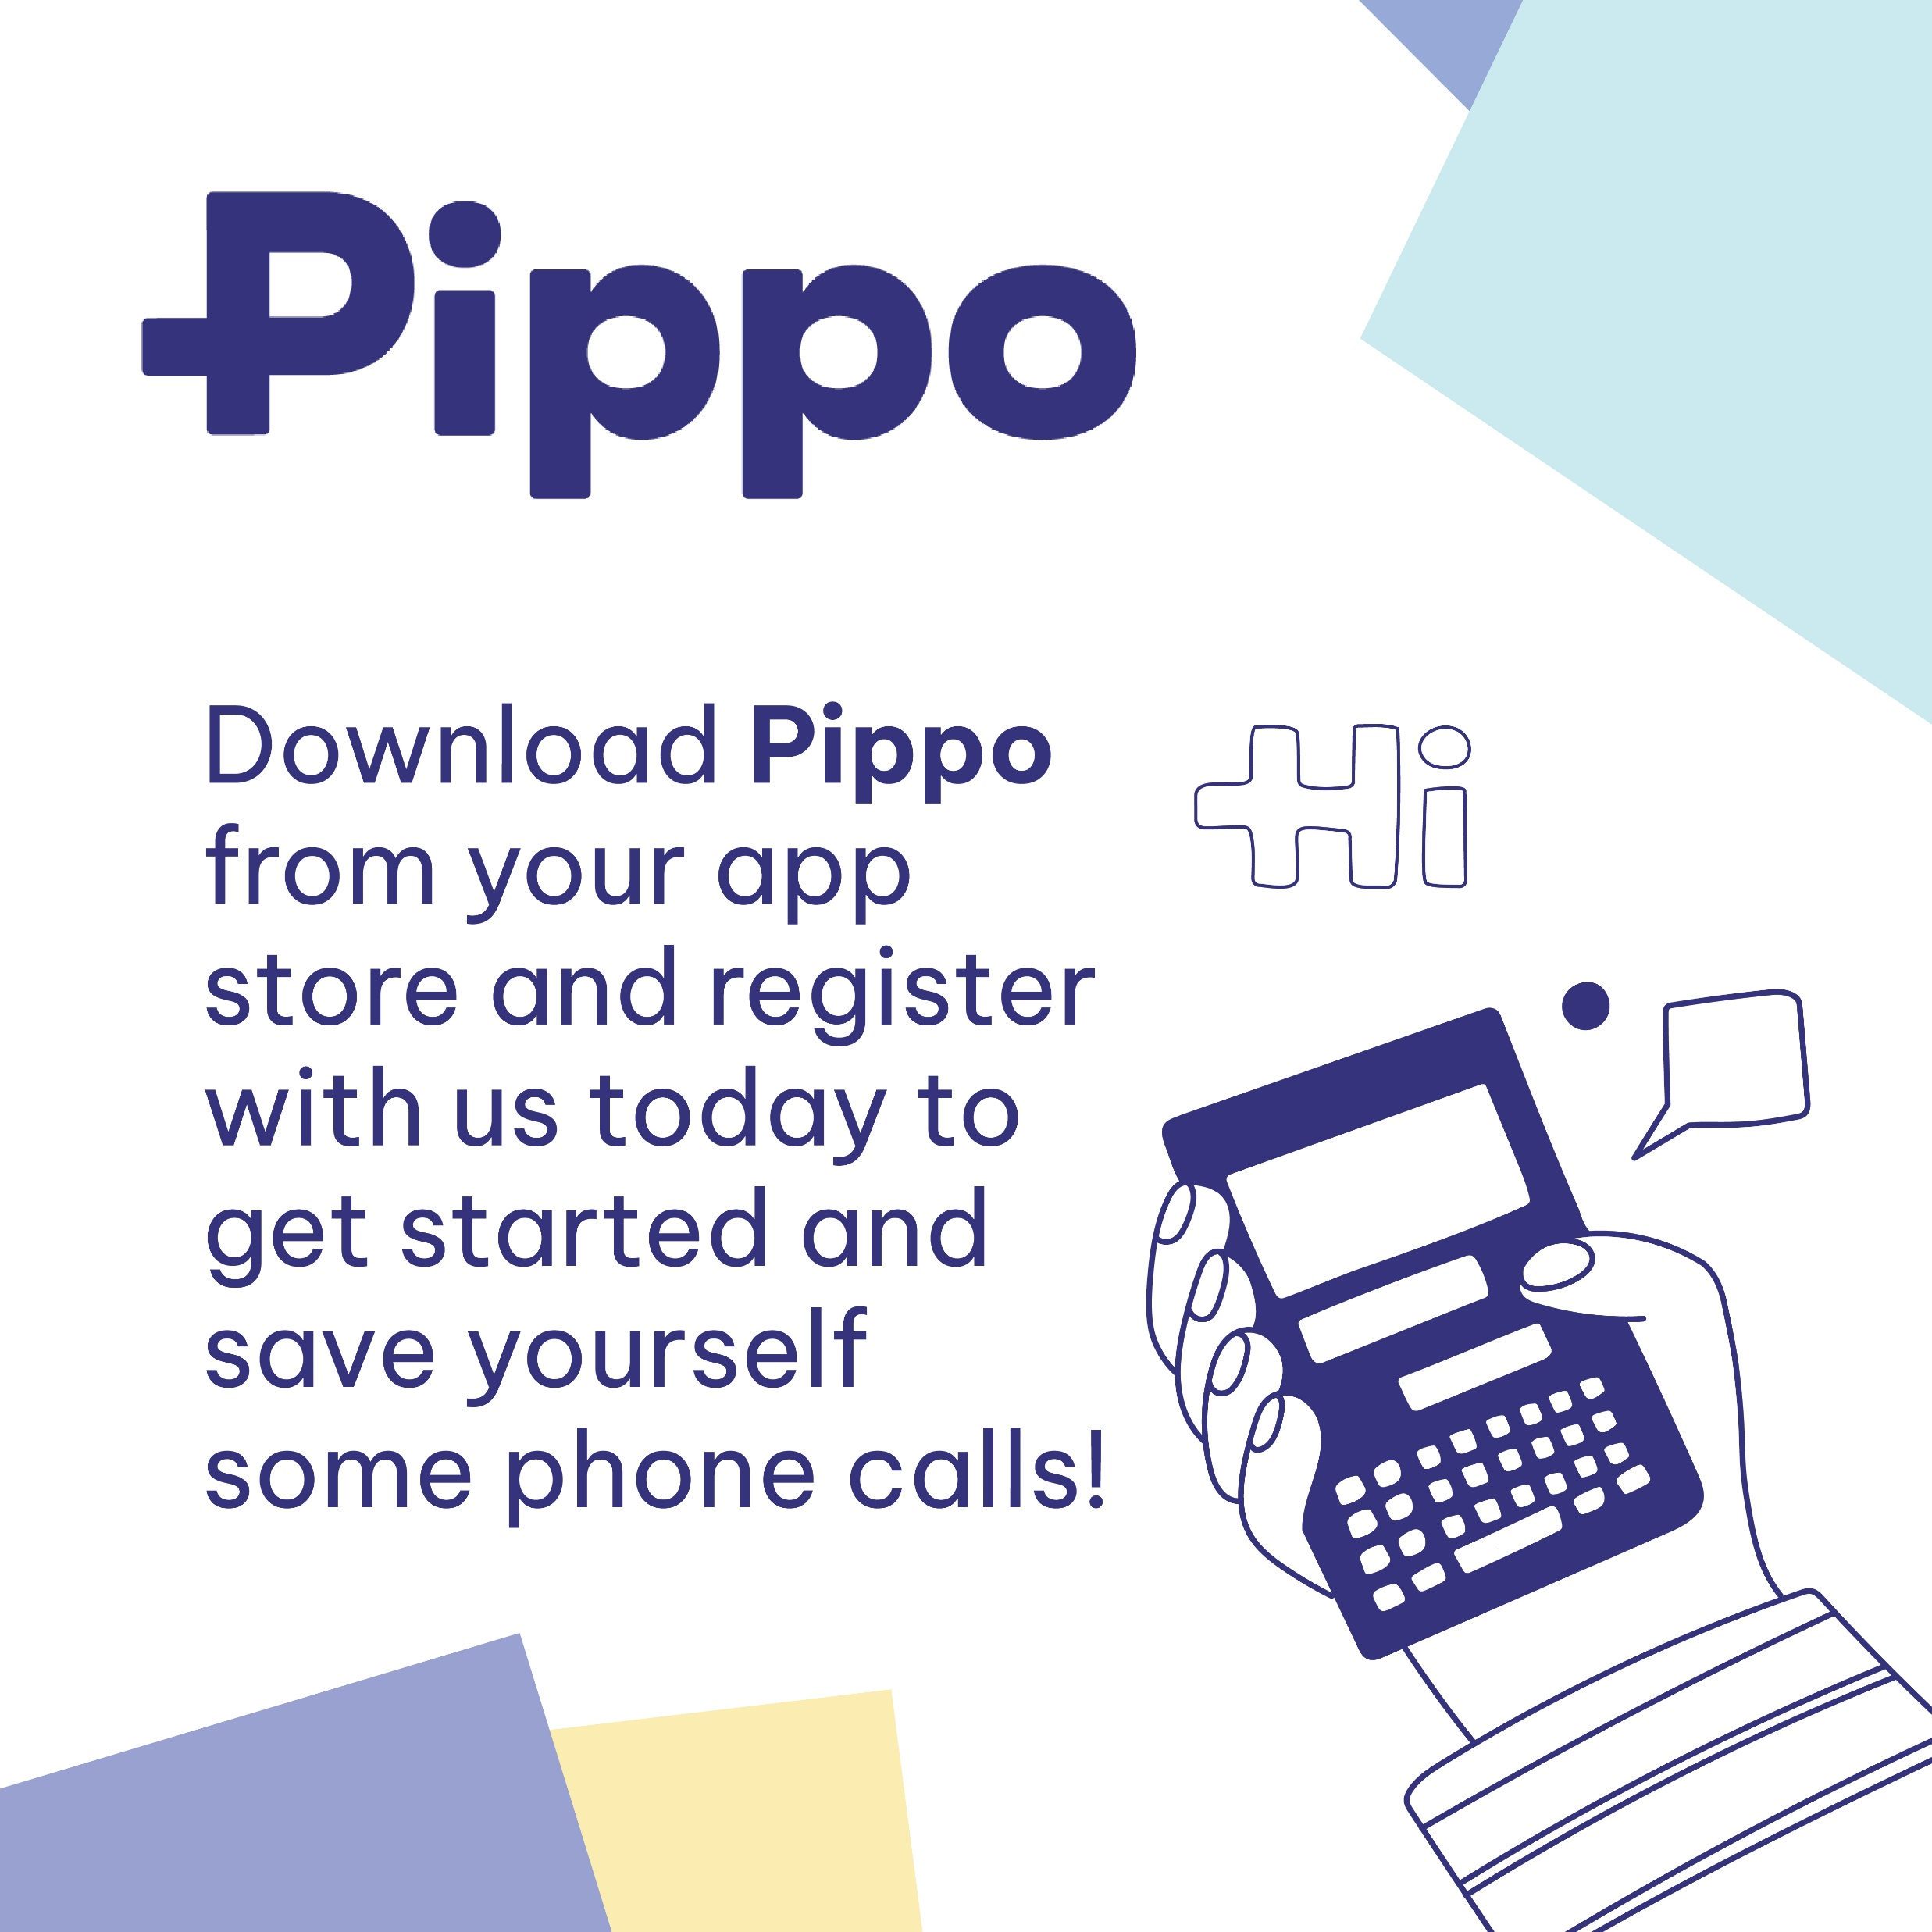 Pippo
Download Pippo
from your app
store and register
with us today to
get started and
save yourself
some phone calls!
Hi